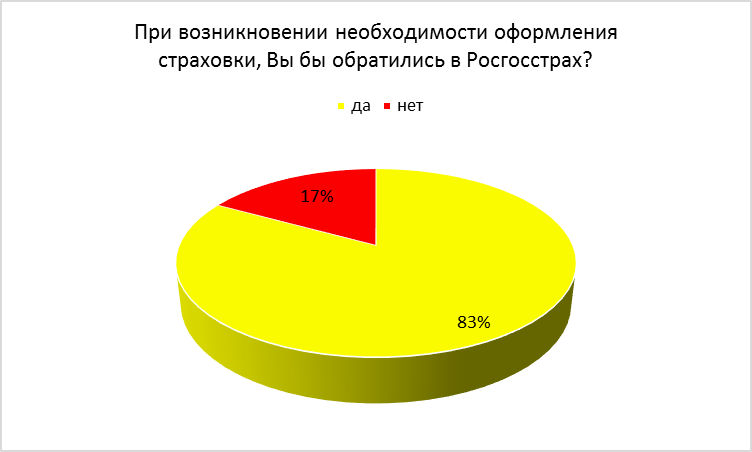 При возникновении необходимости оформления
страховки, Вы бы обратились в Росгосстрах?
да нет
17%
83%